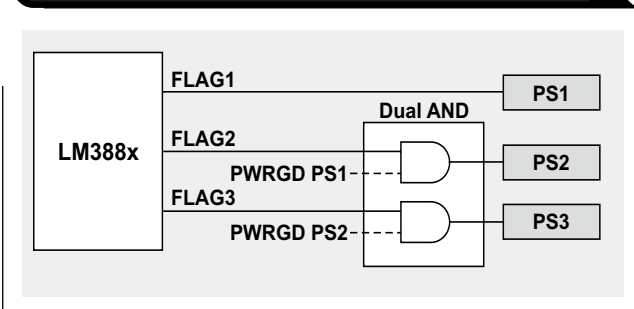 FLAG1
PS1
Dual AND
LM388x
FLAG2
PWRGD PS1
PS2
FLAG3
PWRGD PS2
PS3